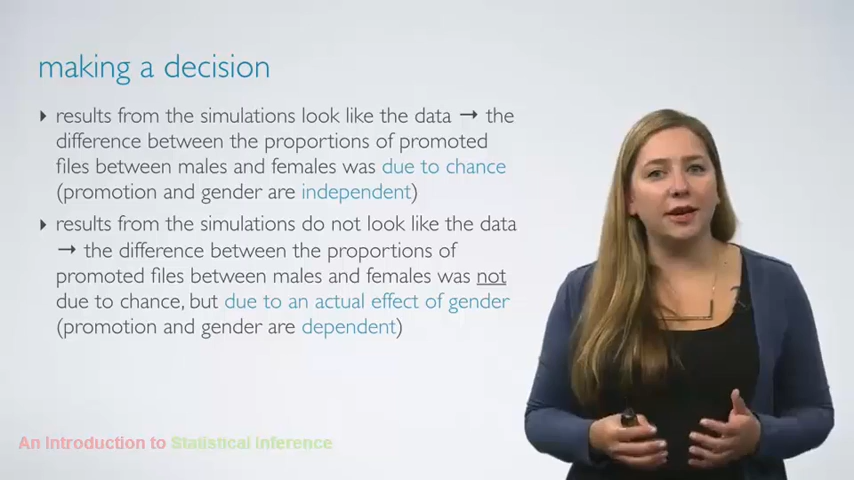 making a decision
results from the simulations look like the data → the
difference between the proportions of promoted
files between males and females was due to chance
(promotion and gender are independent)
results from the simulations do not look like the data
→ the difference between the proportions of
promoted files between males and females was not
due to chance, but due to an actual effect of gender
(promotion and gender are dependent)
An Introduction to Statistical Inference